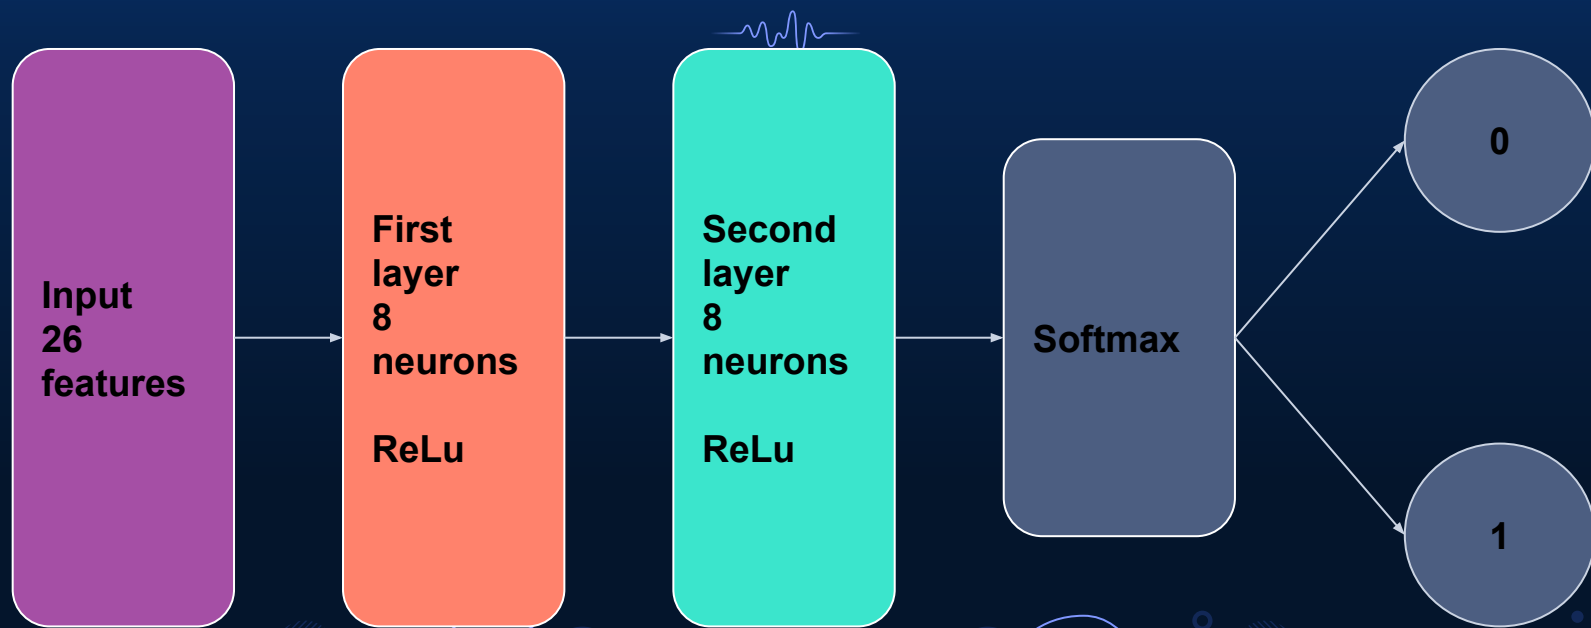 Input
26
features
First
layer
8
neurons
ReLu
Second
layer
8
neurons
ReLu
Softmax
0
1